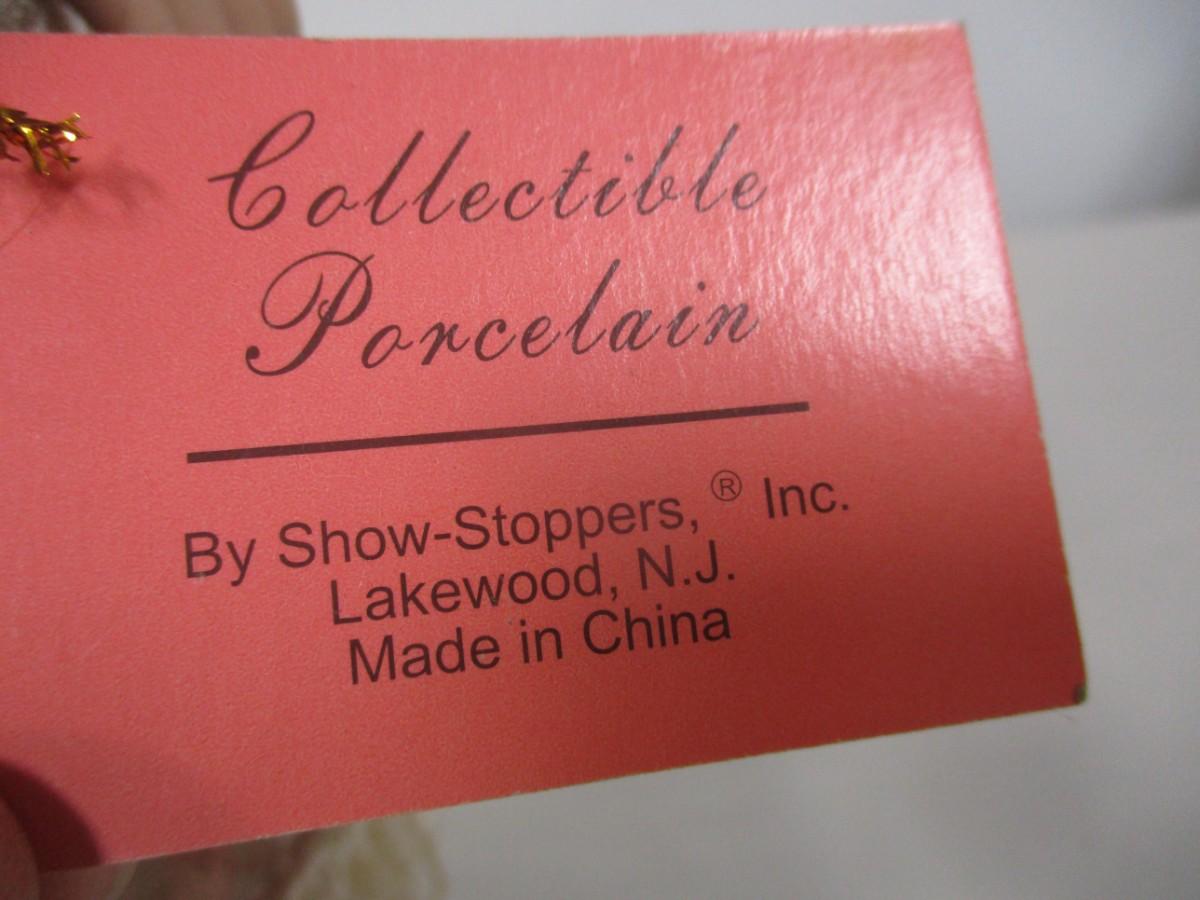 Collectible
Porcelain
By Show-Stoppers,® Inc.
Lakewood, N.J.
Made in China